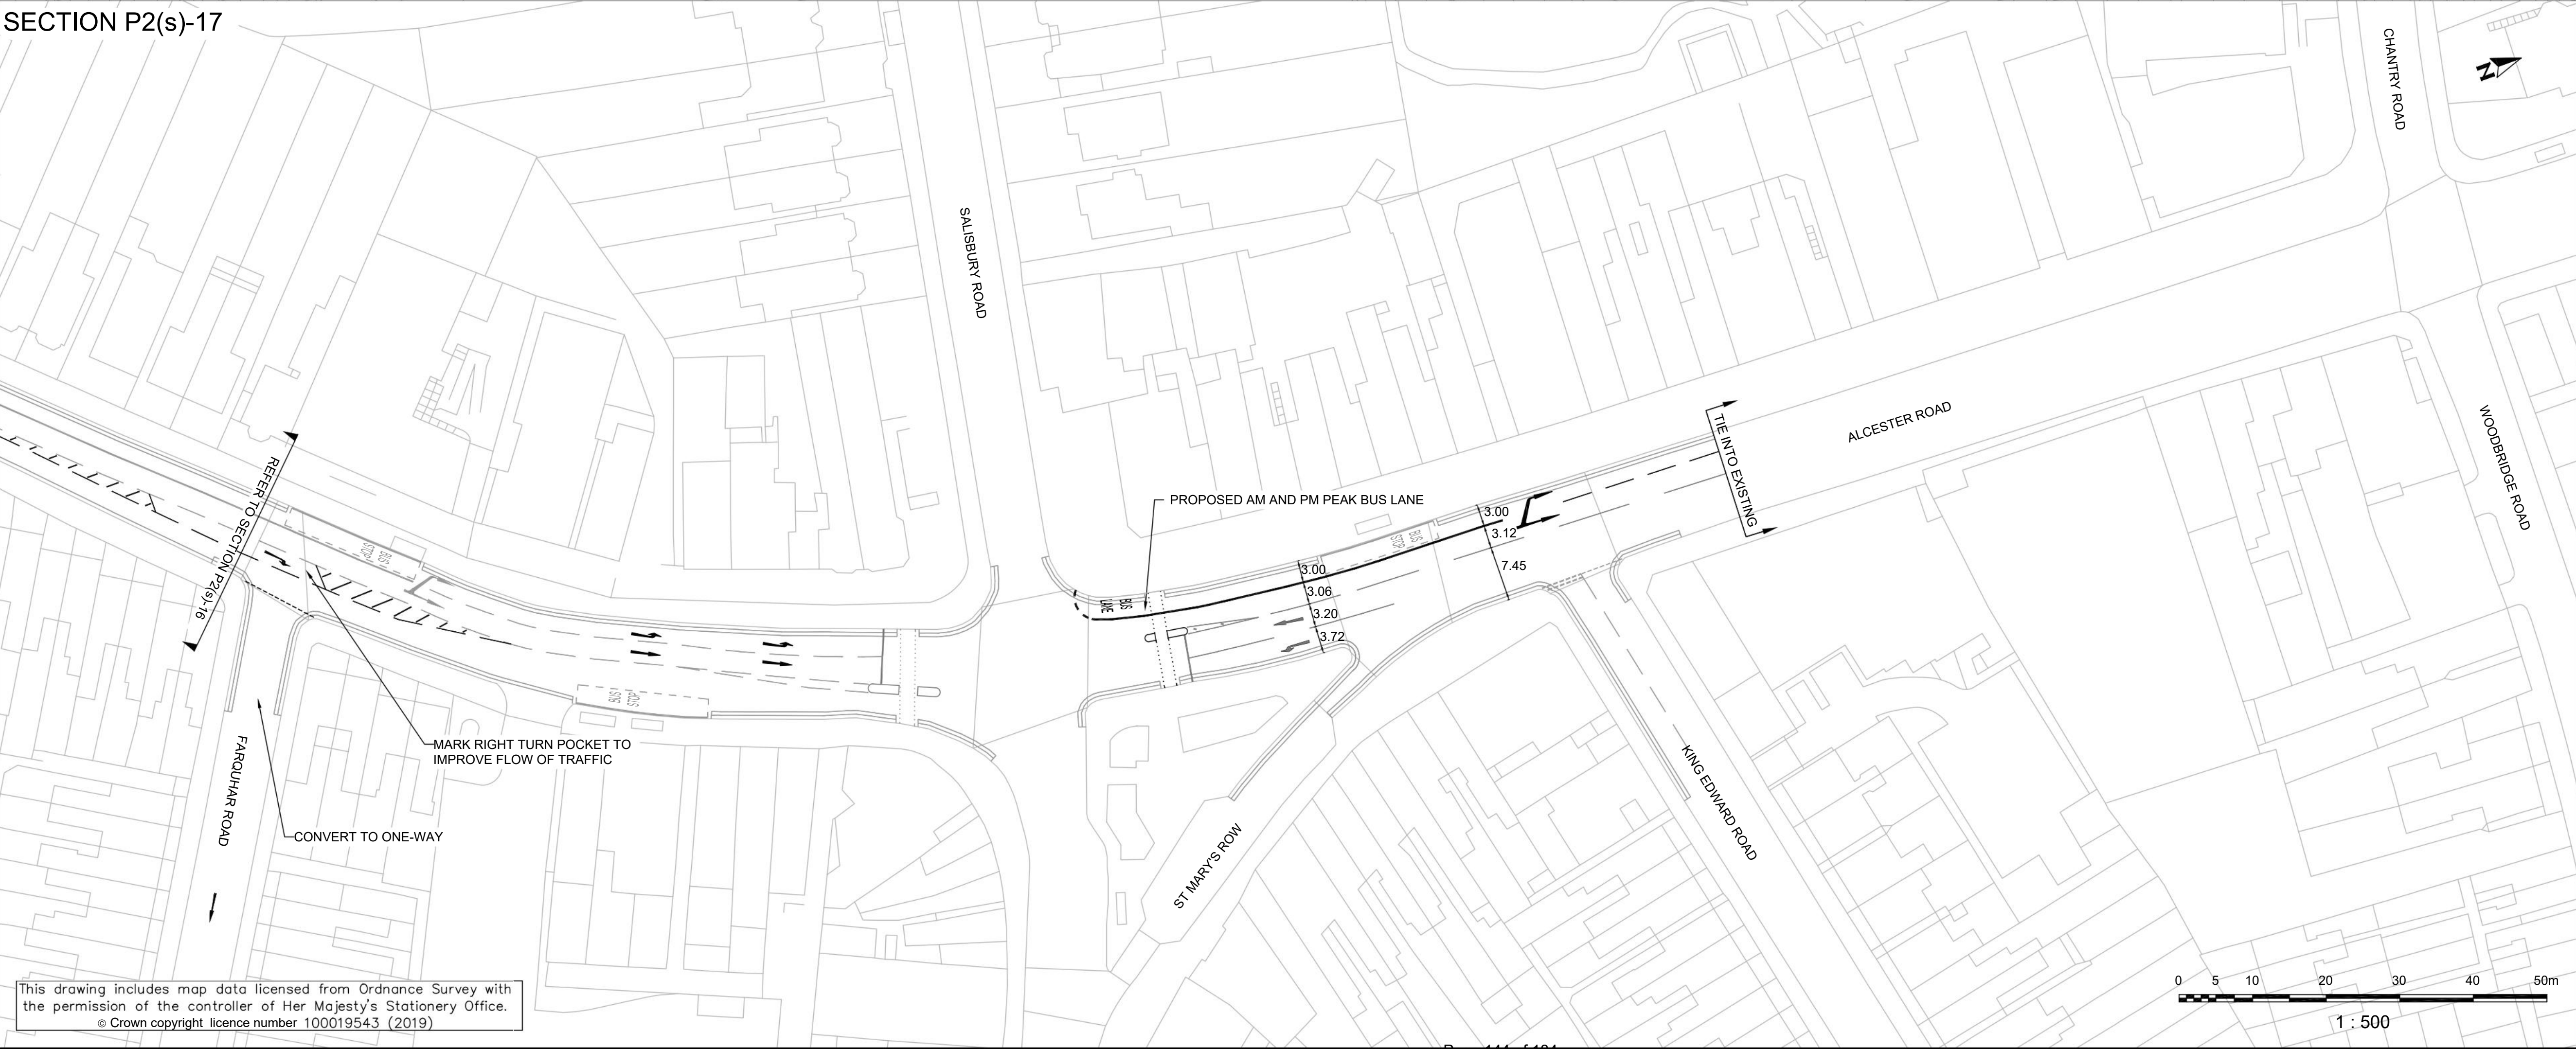 SECTION P2(s)-17
CHANTRY ROAD
N
SALISBURY ROAD
WOODBRIDGE ROAD
ALCESTER ROAD
TIE INTO EXISTING
REFER TO SECTION P2(s)-16
PROPOSED AM AND PM PEAK BUS LANE
BUS
STOP
BUS
STOP
3.00
3.12
7.45
3.00
3.06
3.20
3.72
BUS
LANE
BUS
STOP
MARK RIGHT TURN POCKET TO
IMPROVE FLOW OF TRAFFIC
FARQUHAR ROAD
CONVERT TO ONE-WAY
KING EDWARD ROAD
ST MARY'S ROW
This drawing includes map data licensed from Ordnance Survey with
the permission of the controller of Her Majesty's Stationery Office.
© Crown copyright licence number 100019543 (2019)
0 5 10 20 30 40 50m
1 : 500